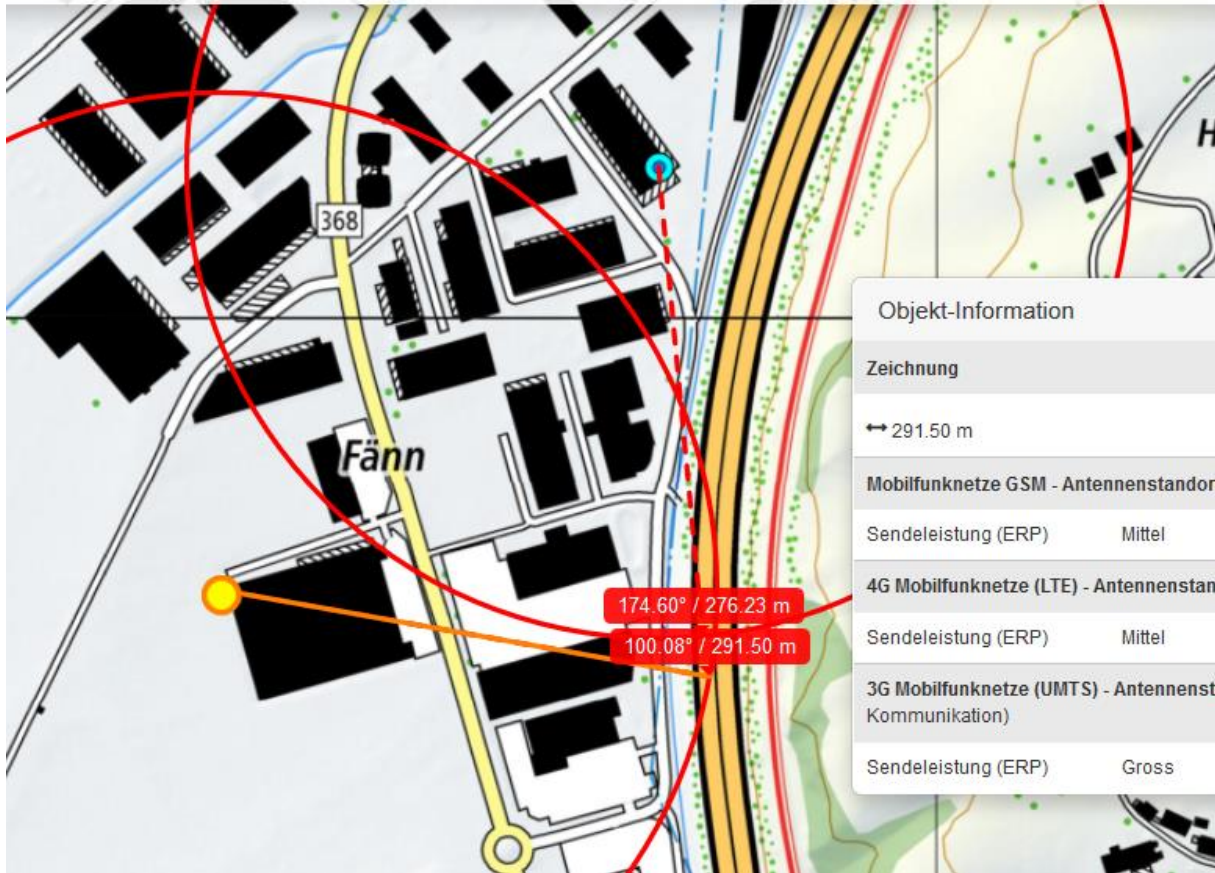 368
H
Fänn
174.60° / 276.23 m
100.08° / 291.50 m
Objekt-Information
Zeichnung
↔ 291.50 m
Mobilfunknetze GSM - Antennenstandor
Sendeleistung (ERP) Mittel
4G Mobilfunknetze (LTE) - Antennenstan
Sendeleistung (ERP) Mittel
3G Mobilfunknetze (UMTS) - Antennenst
Kommunikation)
Sendeleistung (ERP) Gross